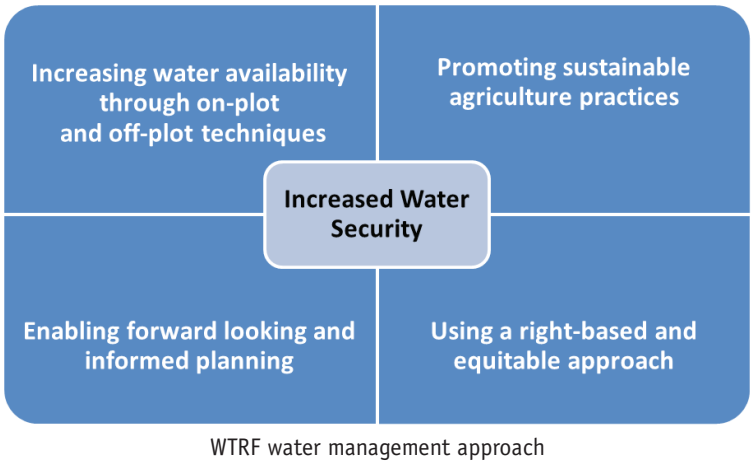 Increasing water availability
through on-plot
and off-plot techniques
Promoting sustainable
agriculture practices
Increased Water
Security
Enabling forward looking and
informed planning
Using a right-based and
equitable approach
WTRF water management approach